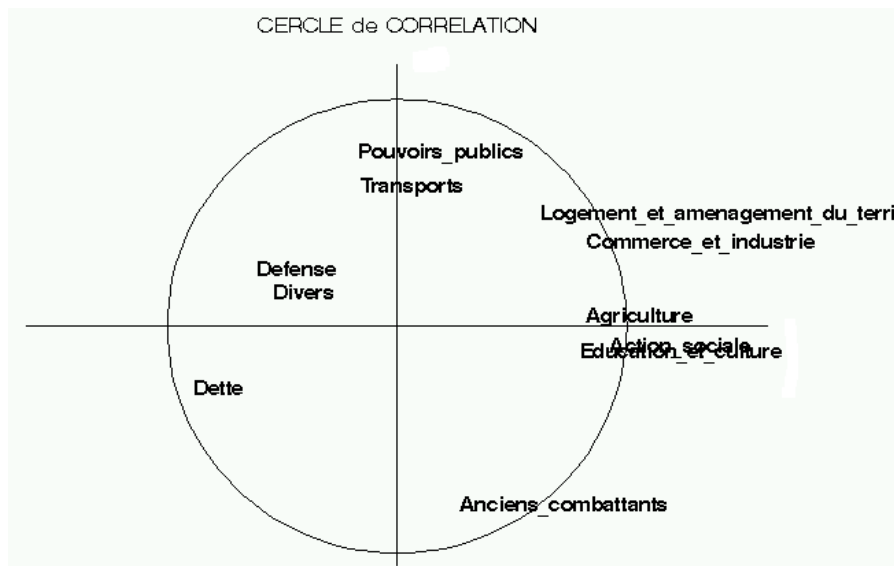 CERCLE de CORRELATION
Pouvoirs_publics
Transports
Logement_et_amenagement_du_terri
Commerce_et_industrie
Defense
Divers
Agriculture
Action_sociale
Education_et_culture
Dette
Anciens_combattants